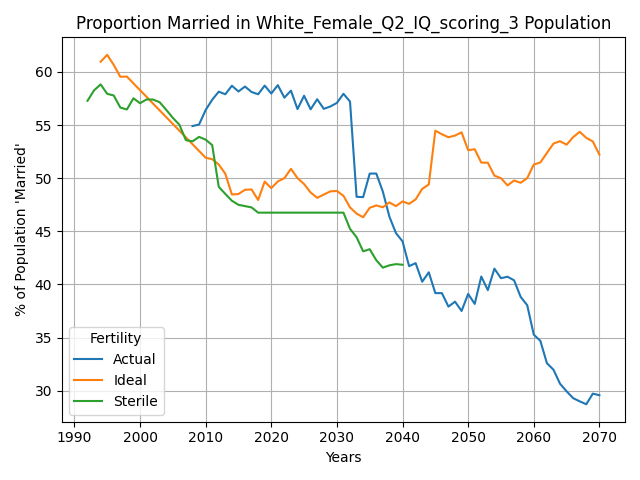 Proportion Married in White_Female_Q2_IQ_scoring_3 Population
% of Population 'Married'
60
55
50
45
40
35
30
Fertility
Actual
Ideal
Sterile
1990 2000 2010 2020 2030 2040 2050 2060 2070
Years